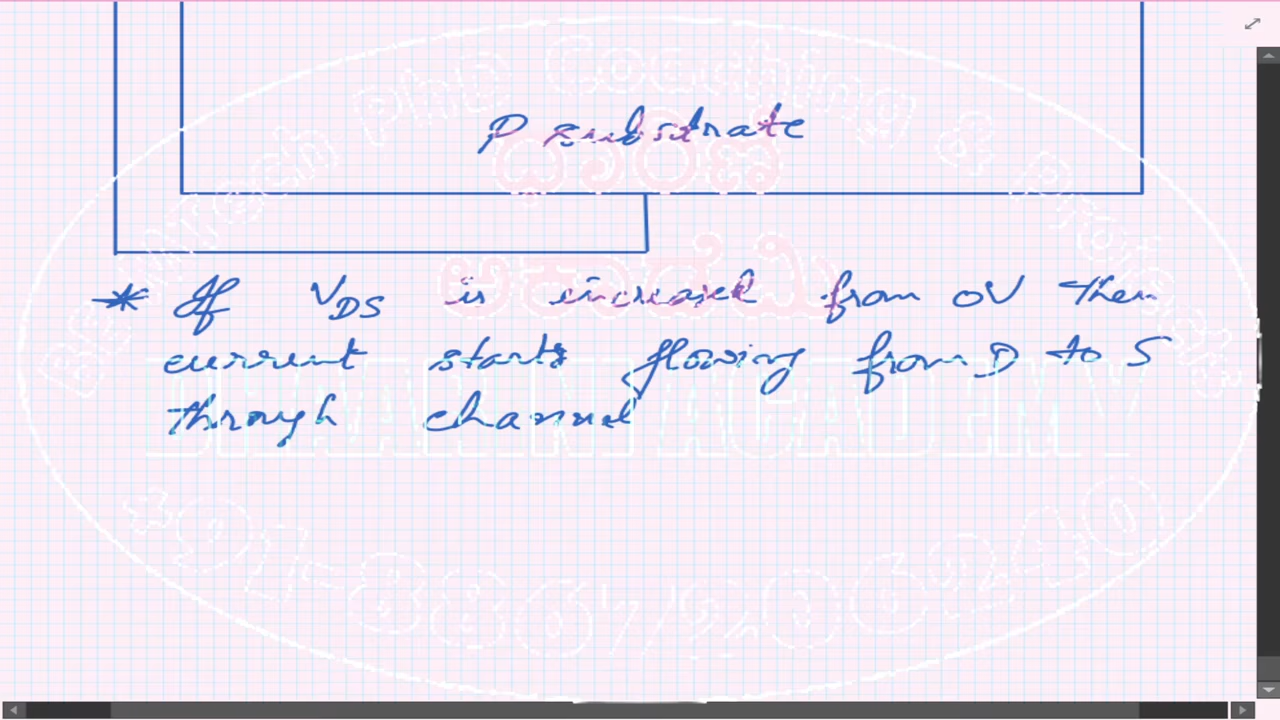 P substrate
* If VDS is increased from 0V then
current starts flowing from D to S
through channel